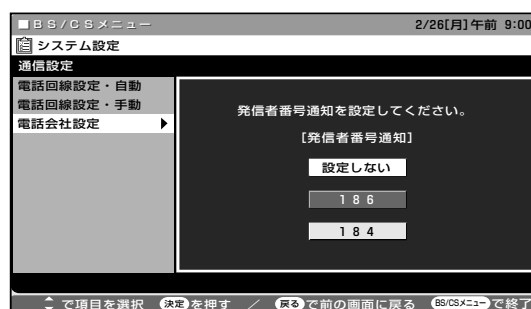 ■BS/CSメニュー 2/26[月]午前 9:00
システム設定
通信設定
電話回線設定・自動
電話回線設定・手動
電話会社設定
発信者番号通知を設定してください。
[発信者番号通知]
設定しない
186
184
で項目を選択 決定を押す / 戻るで前の画面に戻る BS/CSメニューで終了